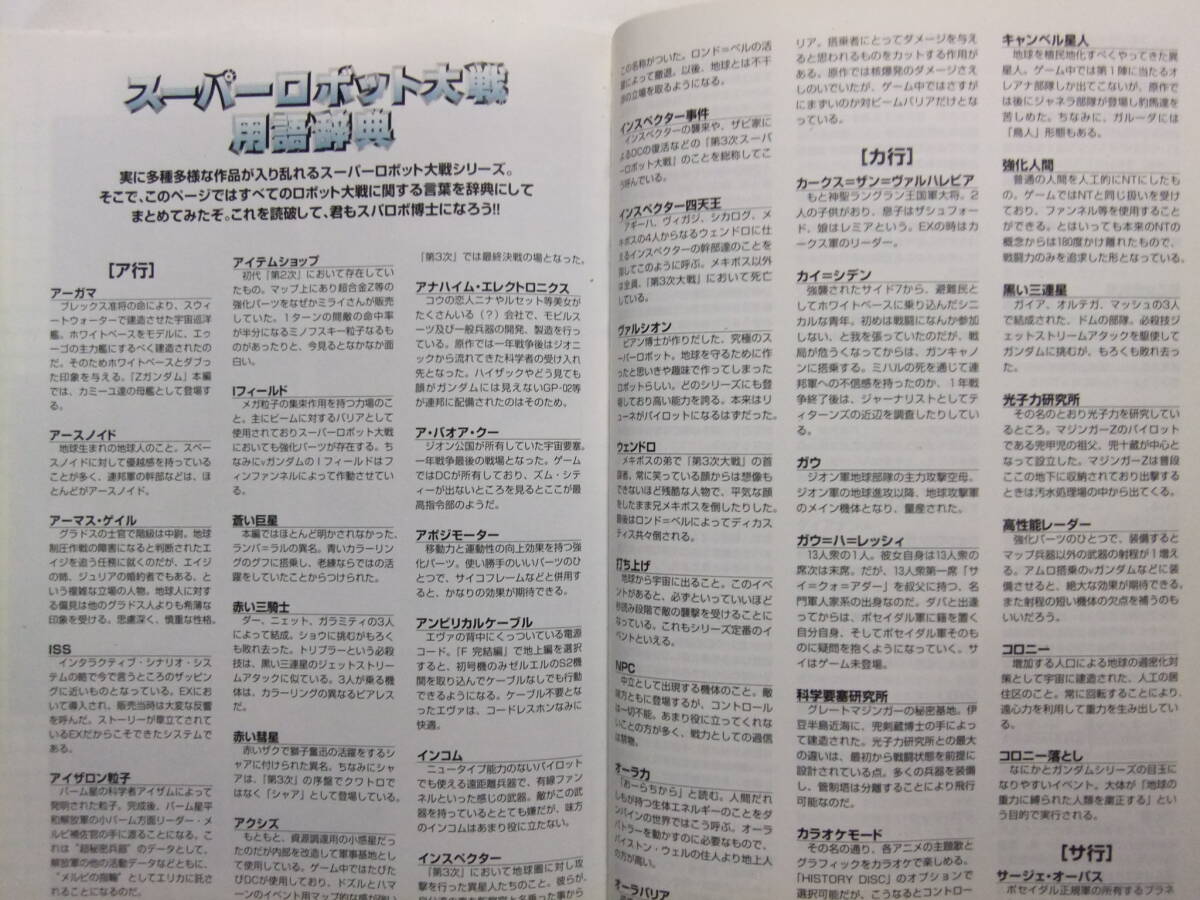 スーパーロボット大戦
用語辞典
実に多種多様な作品が入り乱れるスーパーロボット大戦シリーズ。
そこで、このページではすべてのロボット大戦に関する言葉を辞典にして
まとめてみたぞ。これを読破して、君もスパロボ博士になろう!!
[ア行]
アーガマ
ブレックス准将の命により、スウィ
ートウォーターで建造させた宇宙巡洋
艦。ホワイトベースをモデルに、エゥ
ーゴの主力艦にするべく建造されたの
だ。そのためホワイトベースとダブっ
た印象を与える。『Zガンダム』本編
では、カミーユ達の母艦として登場す
る。
アースノイド
地球生まれの地球人のこと。スペー
スノイドに対して優越感を持っている
ことが多く、連邦軍の幹部などは、ほ
とんどがアースノイド。
アーマス・ゲイル
グラドスの士官で階級は中尉。地球
制圧作戦の障害になると判断されたエ
イジを追う任務に就くのだが、エイジ
の姉、ジュリアの婚約者でもある、と
いう複雑な立場の人物。地球人に対す
る偏見は他のグラドス人よりも希薄な
印象を受ける。思慮深く、慎重な性格。
ISS
インタラクティブ・シナリオ・シス
テムの略で今で言うところのザッピン
グに近いものとなっている。EXにお
いて導入され、販売当時は大変な反響
を呼んだ。ストーリーが章立てされて
いるEXだからこそできたシステムで
ある。
アイザロン粒子
バーム星の科学者アイザムによって
発明された粒子。完成後、バーム星平
和解放軍の小バーム方面リーダー・メ
ルビ補佐官の手に渡ることになる。こ
れは"超秘密兵器"のデータとして、
解放軍の他の活動データなどともに、
"メルビの指輪"としてエリカに託さ
れることになるのだ。
アイテムショップ
初代『第2次』において存在してい
たもの。マップ上にあり超合金Z等の
強化パーツをなぜかミライさんが販売
していた。1ターンの間敵の命中率
が半分になるミノフスキー粒子なるも
のがあったりと、今見るとなかなか面
白い。
Iフィールド
メガ粒子の集束作用を持つ力場のこ
と。主にビームに対するバリアとして
使用されておりスーパーロボット大戦
においても強化パーツが存在する。ち
なみにνガンダムのIフィールドはフ
ィンファンネルによって作動させてい
る。
蒼い巨星
本編ではほとんど明かされなかった、
ランバ=ラルの異名。青いカラーリン
グのグフに搭乗し、老練ならではの活
躍をしていたことからつけられた。
赤い三騎士
ダー、ニェット、ガラミティの3人
によって結成。ショウに挑むがもろく
も敗れ去った。トリプラーという必殺
技は、黒い三連星のジェットストリー
ムアタックに似ている。3人が乗る機
体は、カラーリングの異なるビアレス
だ。
赤い彗星
赤いザクで獅子奮迅の活躍をするシ
ャアに付けられた異名。ちなみにシャ
アは、『第3次』の序盤でクワトロで
はなく「シャア」として登場している。
アクシズ
もともと、資源調達用の小惑星だっ
たのだが内部を改造して軍事基地とし
て使用している。ゲーム中ではたびた
びDCが使用しており、ドズルとハマ
ーンのイベント用マップ的な感が強い
『第3次』では最終決戦の場となった。
アナハイム・エレクトロニクス
コウの恋人ニナやルセット等美女が
たくさんいる(?)会社で、モビルス
ーツ及び一般兵器の開発、製造を行っ
ている。原作では一年戦争後はジオ
ニックから流れてきた科学者の受け入れ
先となった。ハイザックやどう見ても
顔がガンダムには見えないGP-02等
が連邦に配備されたのはそのため。
ア・バオア・クー
ジオン公国が所有していた宇宙要塞。
一年戦争最後の戦場となった。ゲーム
ではDCが所有しており、ズム・シテ
ィーが出ないところを見るとここが最
高指令部のようだ。
アポジモーター
移動力と運動性の向上効果を持つ強
化パーツ。使い勝手のいいパーツのひ
とつで、サイコフレームなどと併用す
ると、かなりの効果が期待できる。
アンビリカルケーブル
エヴァの背中にくっついている電源
コード。『F 完結編』で地上編を選択
すると、初号機のみゼルエルのS2機
関を取り込んでケーブルなしでも行動
できるようになる。ケーブル不要とな
ったエヴァは、コードレスホンなみに
快適。
インコム
ニュータイプ能力のないパイロット
でも使える遠距離兵器で、有線ファン
ネルといった感じの武器。敵がこの武
器を持っているととても嫌だが、味方
のインコムはあまり役に立たない。
インスペクター
『第3次』において地球圏に対し攻
撃を行った異星人たちのこと。彼らが、
この名称がついた。ロンド=ベルの活
躍によって撤退。以後、地球とは不干
渉の立場を取るようになる。
インスペクター事件
インスペクターの襲来や、ザビ家に
よるDCの復活などの『第3次スーパ
ーロボット大戦』のことを総称してこ
う呼んでいる。
インスペクター四天王
アギーハ、ヴィガジ、シカログ、メ
キボスの4人からなるウェンドロに仕
えるインスペクターの幹部達のことを
指してこのように呼ぶ。メキボス以外
は全員、『第3次大戦』において死亡
している。
ヴァルシオン
ビアン博士が作りだした、究極のス
ーパーロボット。地球を守るために作
ったと思いきや趣味で作ってしまった
ロボットらしい。どのシリーズにも登
場しており高い能力を誇る。本来はリ
ューネがパイロットになるはずだった。
ウェンドロ
メキボスの弟で『第3次大戦』の首
謀者、常に笑っている顔からは想像も
できないほど残酷な人物で、平気な顔
をしたまま兄メキボスを倒したりした。
最後はロンド=ベルによってディカス
ティス共々倒される。
打ち上げ
地球から宇宙に出ること。このイベ
ントがあると、必ずといっていいほど
秒読み段階で敵の襲撃を受けることに
なっている。これもシリーズ定番のイ
ベントといえる。
NPC
中立として出現する機体のこと。敵
味方ともに登場するが、コントロール
は一切不能。あまり役に立ってくれな
いことの方が多く、戦力としての過信
は禁物。
オーラ力
「おーらぢから」と読む。人間だれ
しもが持つ生体エネルギーのことをダ
ンバインの世界ではこう呼ぶ。オーラ
バトラーを動かすのに必要なもので、
バイストン・ウェルの住人より地上人
の方が高い。
オーラバリア
リア。搭乗者にとってダメージを与え
ると思われるものをカットする作用が
ある。原作では核爆発のダメージさえ
しのいでいたが、ゲーム中ではさすが
にまずいのか対ビームバリアだけとな
っている。
[カ行]
カークス=ザン=ヴァルハレビア
もと神聖ラングラン王国軍大将。2
人の子供がおり、息子はザシュフォー
ド、娘はレミアという。EXの時はカ
ークス軍のリーダー。
カイ=シデン
強襲されたサイド7から、避難民と
してホワイトベースに乗り込んだシニ
カルな青年。初めは戦闘になんか参加
しない、と我を張っていたのだが、戦
局が危うくなってからは、ガンキャノ
ンに搭乗する。ミハルの死を通じて連
邦軍への不信感を持ったのか、1年戦
争終了後は、ジャーナリストとしてテ
ィターンズの近辺を調査したりしてい
る。
ガウ
ジオン軍地球部隊の主力攻撃空母。
ジオン軍の地球進攻以降、地球攻撃軍
のメイン機体となり、量産された。
ガウ=ハ=レッシィ
13人衆の1人。彼女自身は13人衆の
席次は末席。だが、13人衆第一席「サ
イ=クォ=アダー」を叔父に持つ、名
門軍人家系の出身なのだ。ダバと出逢
ってからは、ポセイダル軍に籍を置く
自分自身、そしてポセイダル軍そのも
のに疑問を抱くようになっていく。サ
イはゲーム未登場。
科学要塞研究所
グレートマジンガーの秘密基地。伊
豆半島近海に、兜剣蔵博士の手によっ
て建造された。光子力研究所との最大
の違いは、最初から戦闘状態を前提に
設計されている点。多くの兵器を装備
し、管制塔は分離することにより飛行
可能なのだ。
カラオケモード
その名の通り、各アニメの主題歌と
グラフィックをカラオケで楽しめる。
『HISTORY DISC』のオプションで
選択可能だが、こうなるとコントロー
キャンベル星人
地球を植民地化すべくやってきた異
星人。ゲーム中では第1陣に当たるオ
レアナ部隊しか出てこないが、原作で
は後にジャネラ部隊が登場し豹馬達を
苦しめた。ちなみに、ガルーダには
「鳥人」形態もある。
強化人間
普通の人間を人工的にNTにしたも
の。ゲームではNTと同じ扱いを受け
ており、ファンネル等を使用すること
ができる。とはいっても本来のNTの
概念からは180度かけ離れたもので、
戦闘力のみを追求した形となっている。
黒い三連星
ガイア、オルテガ、マッシュの3人
で結成された、ドムの部隊。必殺技ジ
ェットストリームアタックを駆使して
ガンダムに挑むが、もろくも敗れ去っ
た。
光子力研究所
その名のとおり光子力を研究してい
るところ。マジンガーZのパイロット
である兜甲児の祖父、兜十蔵が中心と
なって設立した。マジンガーZは普段
ここの地下に収納されており出撃する
ときは汚水処理場の中から出てくる。
高性能レーダー
強化パーツのひとつで、装備すると
マップ兵器以外の武器の射程が1増え
る。アムロ搭乗のνガンダムなどに装
備させると、絶大な効果が期待できる。
また射程の短い機体の欠点を補うのも
いいだろう。
コロニー
増加する人口による地球の過密化対
策として宇宙に建造された、人工の居
住区のこと。常に回転することにより、
遠心力を利用して重力を生み出してい
る。
コロニー落とし
なにかとガンダムシリーズの目玉に
なりやすいイベント。大体が「地球の
重力に縛られた人類を粛正する」とい
う目的で実行される。
[サ行]
サージェ・オーパス
ポセイダル正規軍の所有するプラネ